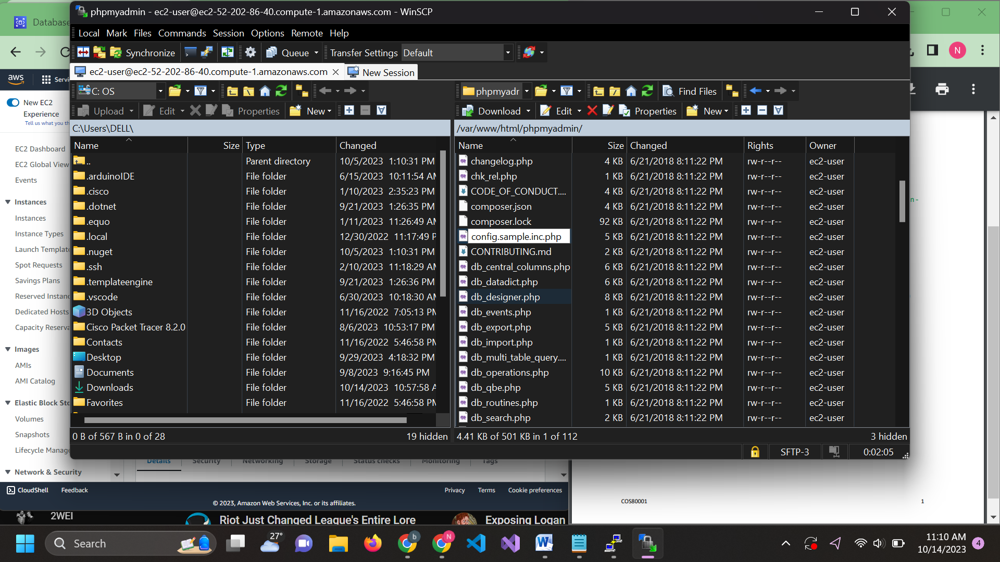 Database
phpmyadmin - ec2-user@ec2-52-202-86-40.compute-1.amazonaws.com - WinSCP
Local Mark Files Commands Session Options Remote Help
Synchronize Queue Transfer Settings Default
ec2-user@ec2-52-202-86-40.compute-1.amazonaws.com New Session
C: OS
phpmyadr Find Files
Upload Edit Properties New
Download Edit Properties New
C:\Users\DELL\
/var/www/html/phpmyadmin/
Name Size Type Changed
.. Parent directory 10/5/2023 1:10:31 PM
.arduinoIDE File folder 6/15/2023 10:11:54 AM
.cisco File folder 1/10/2023 2:35:23 PM
.dotnet File folder 9/21/2023 1:26:35 PM
.equo File folder 1/11/2023 11:26:49 AM
.local File folder 12/30/2022 11:17:49 P
.nuget File folder 10/5/2023 1:10:31 PM
.ssh File folder 2/10/2023 11:18:29 AM
.templateengine File folder 9/21/2023 1:26:36 PM
.vscode File folder 6/30/2023 10:18:30 AM
3D Objects File folder 11/16/2022 7:05:13 PM
Cisco Packet Tracer 8.2.0 File folder 8/6/2023 10:53:17 PM
Contacts File folder 11/16/2022 5:46:58 PM
Desktop File folder 9/29/2023 4:18:32 PM
Documents File folder 9/8/2023 9:16:45 PM
Downloads File folder 10/14/2023 10:57:58 A
Favorites File folder 11/16/2022 5:46:58 PM
0 B of 567 B in 0 of 28 19 hidden
Name Size Changed Rights Owner
changelog.php 4 KB 6/21/2018 8:11:22 PM rw-r--r-- ec2-user
chk_rel.php 1 KB 6/21/2018 8:11:22 PM rw-r--r-- ec2-user
CODE_OF_CONDUCT.... 4 KB 6/21/2018 8:11:22 PM rw-r--r-- ec2-user
composer.json 4 KB 6/21/2018 8:11:22 PM rw-r--r-- ec2-user
composer.lock 92 KB 6/21/2018 8:11:22 PM rw-r--r-- ec2-user
config.sample.inc.php 5 KB 6/21/2018 8:11:22 PM rw-r--r-- ec2-user
CONTRIBUTING.md 2 KB 6/21/2018 8:11:22 PM rw-r--r-- ec2-user
db_central_columns.php 6 KB 6/21/2018 8:11:22 PM rw-r--r-- ec2-user
db_datadict.php 6 KB 6/21/2018 8:11:22 PM rw-r--r-- ec2-user
db_designer.php 8 KB 6/21/2018 8:11:22 PM rw-r--r-- ec2-user
db_events.php 1 KB 6/21/2018 8:11:22 PM rw-r--r-- ec2-user
db_export.php 5 KB 6/21/2018 8:11:22 PM rw-r--r-- ec2-user
db_import.php 1 KB 6/21/2018 8:11:22 PM rw-r--r-- ec2-user
db_multi_table_query.... 1 KB 6/21/2018 8:11:22 PM rw-r--r-- ec2-user
db_operations.php 10 KB 6/21/2018 8:11:22 PM rw-r--r-- ec2-user
db_qbe.php 5 KB 6/21/2018 8:11:22 PM rw-r--r-- ec2-user
db_routines.php 1 KB 6/21/2018 8:11:22 PM rw-r--r-- ec2-user
db_search.php 2 KB 6/21/2018 8:11:22 PM rw-r--r-- ec2-user
4.41 KB of 501 KB in 1 of 112 3 hidden
SFTP-3 0:02:05
N
n -
aws Servi
New EC2
Experience
Tell us what you th
EC2 Dashboard
EC2 Global View
Events
Instances
Instances
Instance Types
Launch Template
Spot Requests
Savings Plans
Reserved Instanc
Dedicated Hosts
Capacity Reserva
Images
AMIs
AMI Catalog
Elastic Block Sto
Volumes
Snapshots
Lifecycle Manage
Network & Security
Details Security Networking Storage Status checks Monitoring Tags
CloudShell Feedback Privacy Terms Cookie preferences
© 2023, Amazon Web Services, Inc. or its affiliates.
COS80001 1
2WEI
Riot Just Changed League's Entire Lore
Exposing Logan
Search
27°
b
N
11:10 AM
10/14/2023
4